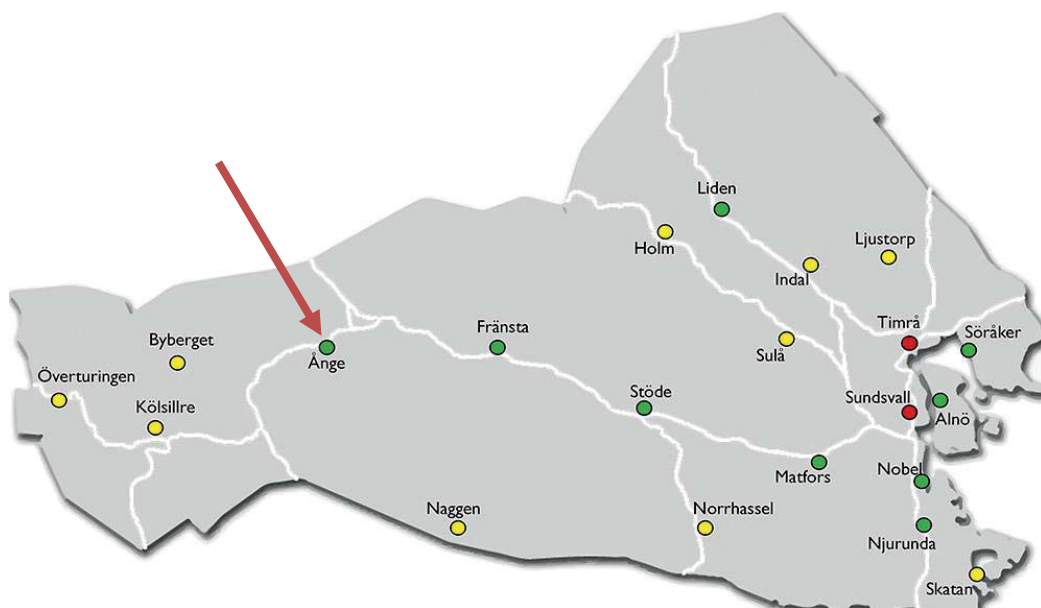 Liden
Holm
Ljustorp
Indal
Timrå
Söråker
Fränsta
Byberget
Ånge
Sulå
Överturingen
Kölsillre
Stöde
Sundsvall
Alnö
Matfors
Nobel
Naggen
Norrhassel
Njurunda
Skatan